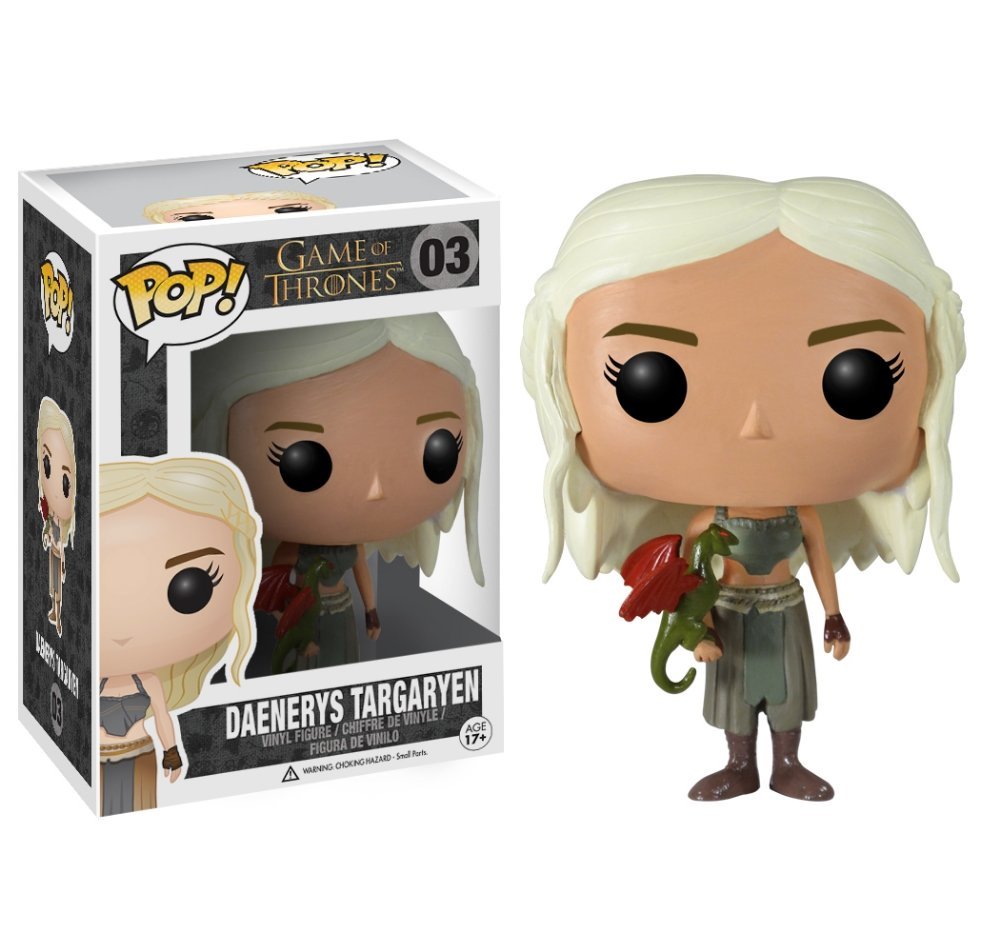 POP!
POP!
GAME OF
THRONES™
03
POP!
DAENERYS TARGARYEN
03
DAENERYS TARGARYEN
VINYL FIGURE / CHIFFRE DE VINYLE /
FIGURA DE VINILO
AGE
17+
WARNING: CHOKING HAZARD - Small Parts.